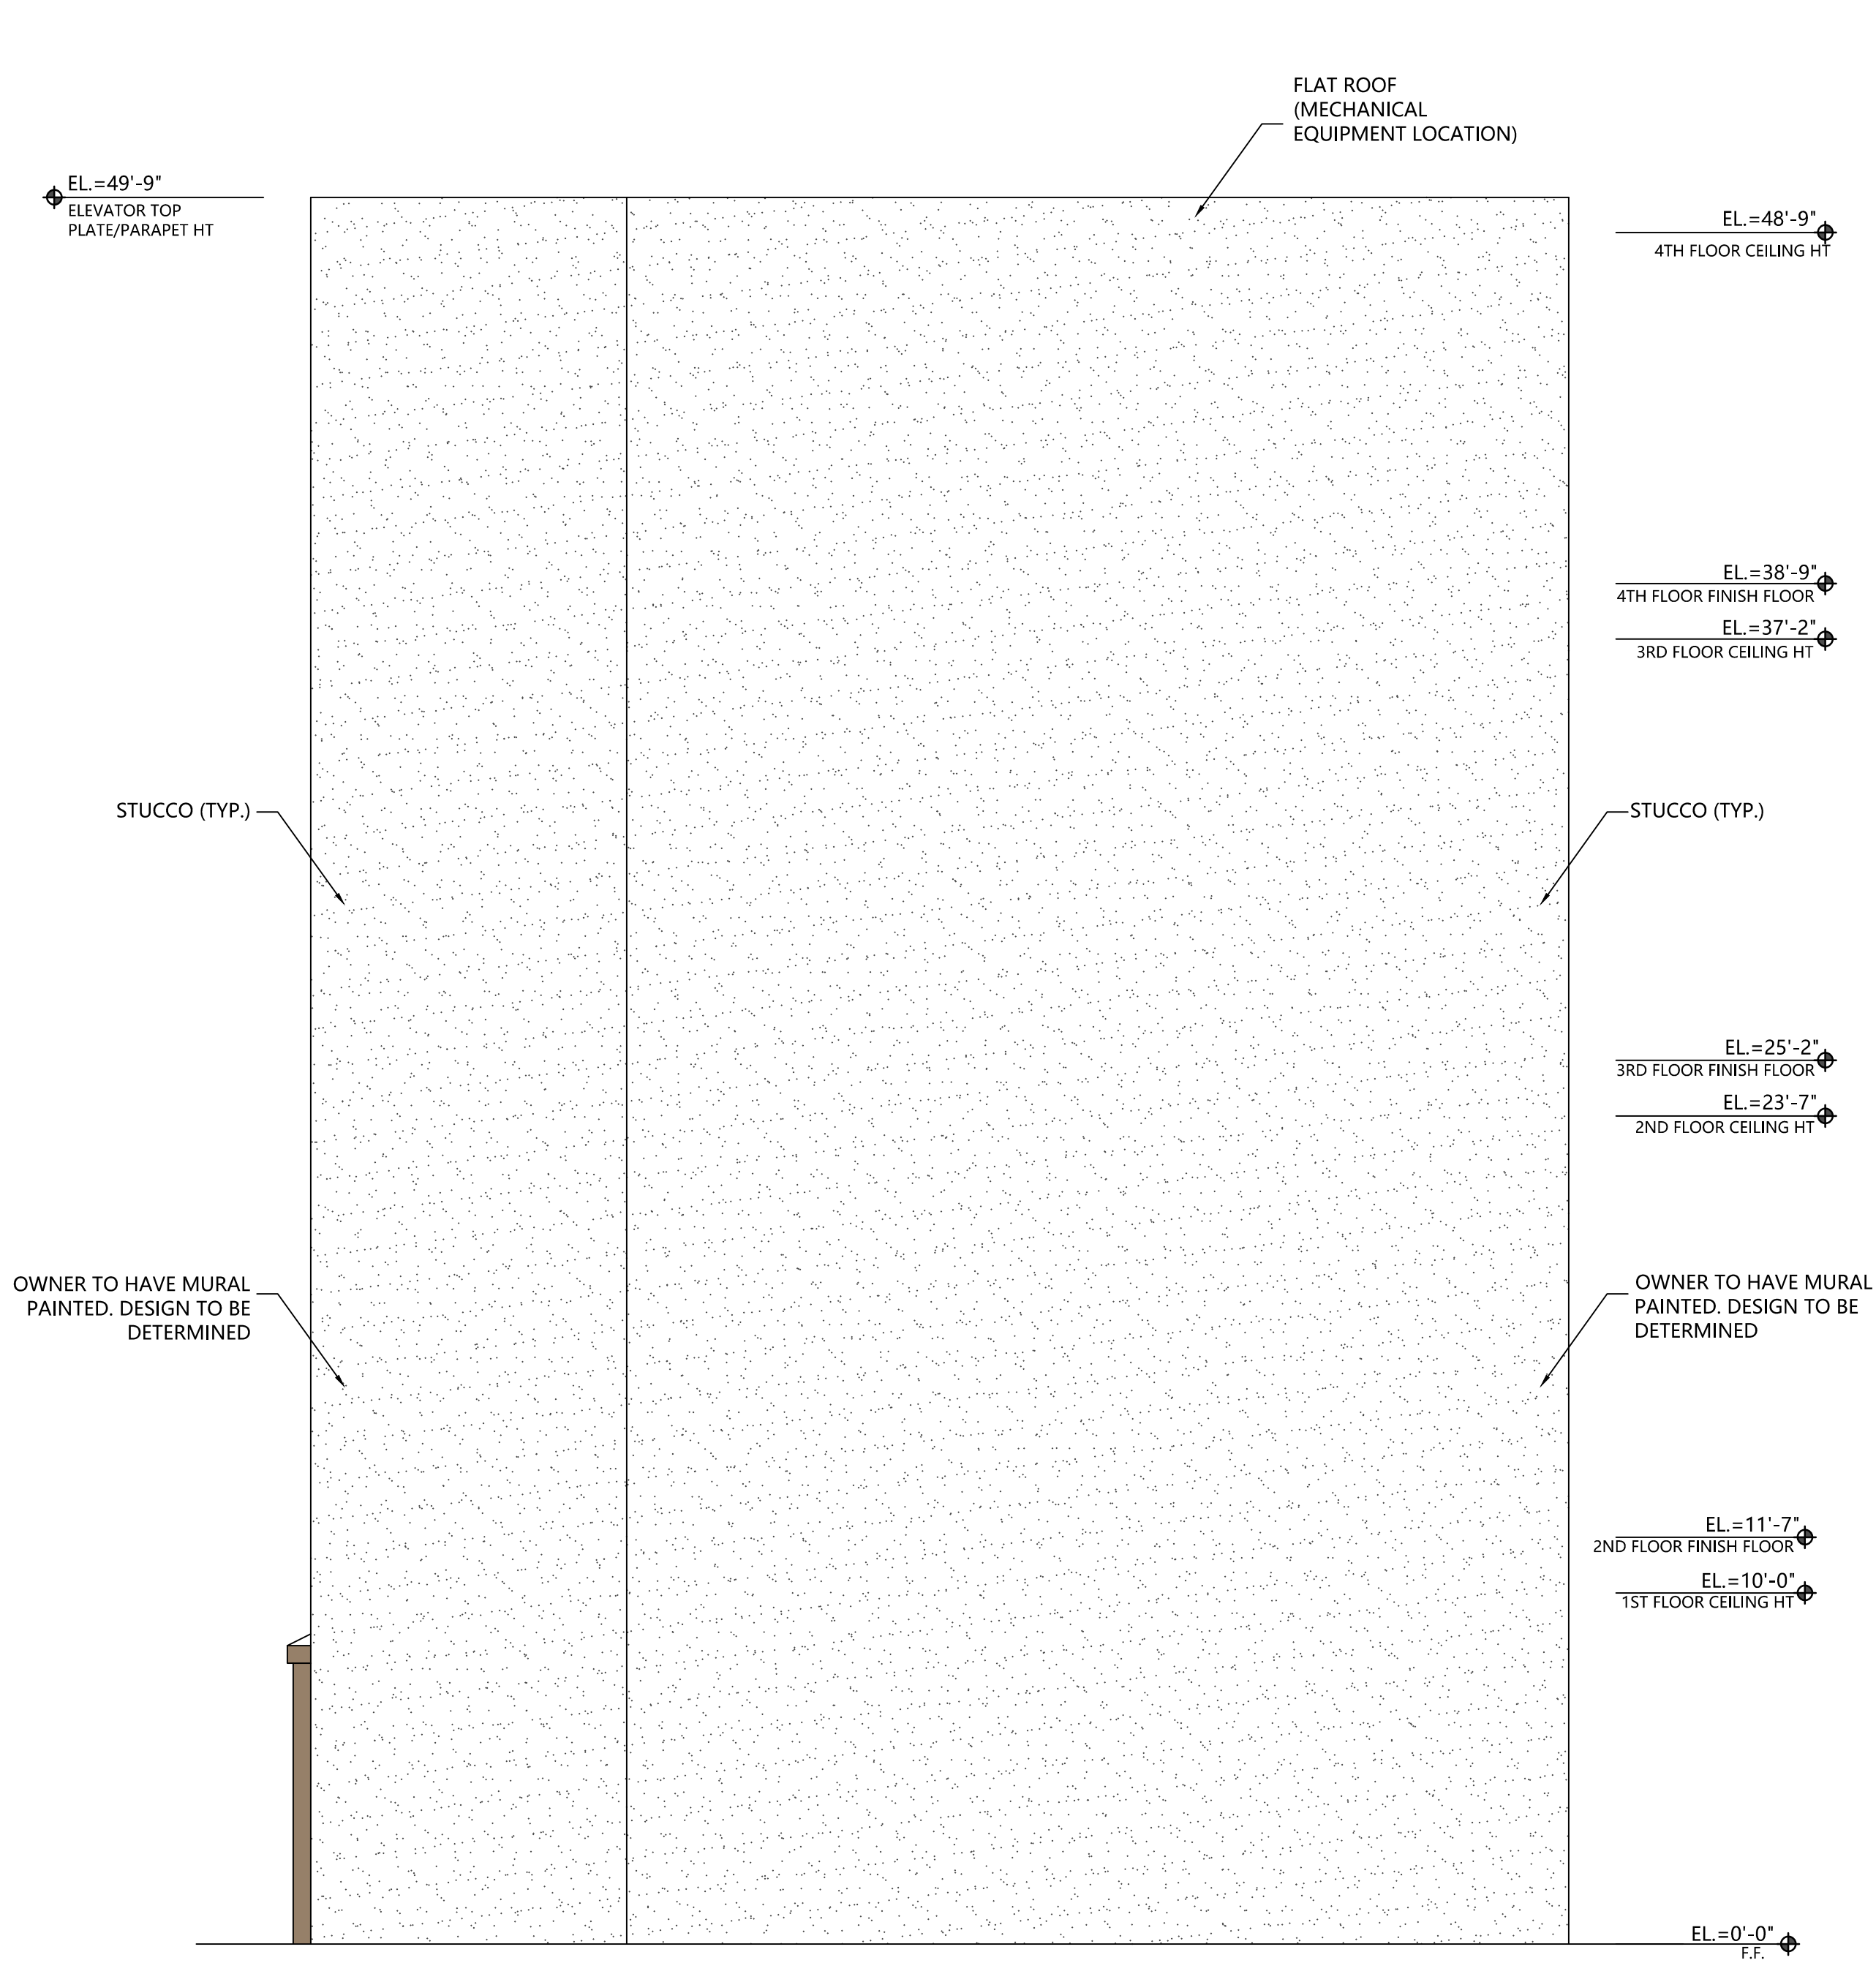 FLAT ROOF
(MECHANICAL
EQUIPMENT LOCATION)
EL.=49'-9"
ELEVATOR TOP
PLATE/PARAPET HT
EL.=48'-9"
4TH FLOOR CEILING HT
EL.=38'-9"
4TH FLOOR FINISH FLOOR
EL.=37'-2"
3RD FLOOR CEILING HT
STUCCO (TYP.)
STUCCO (TYP.)
EL.=25'-2"
3RD FLOOR FINISH FLOOR
EL.=23'-7"
2ND FLOOR CEILING HT
OWNER TO HAVE MURAL
PAINTED. DESIGN TO BE
DETERMINED
OWNER TO HAVE MURAL
PAINTED. DESIGN TO BE
DETERMINED
EL.=11'-7"
2ND FLOOR FINISH FLOOR
EL.=10'-0"
1ST FLOOR CEILING HT
EL.=0'-0"
F.F.